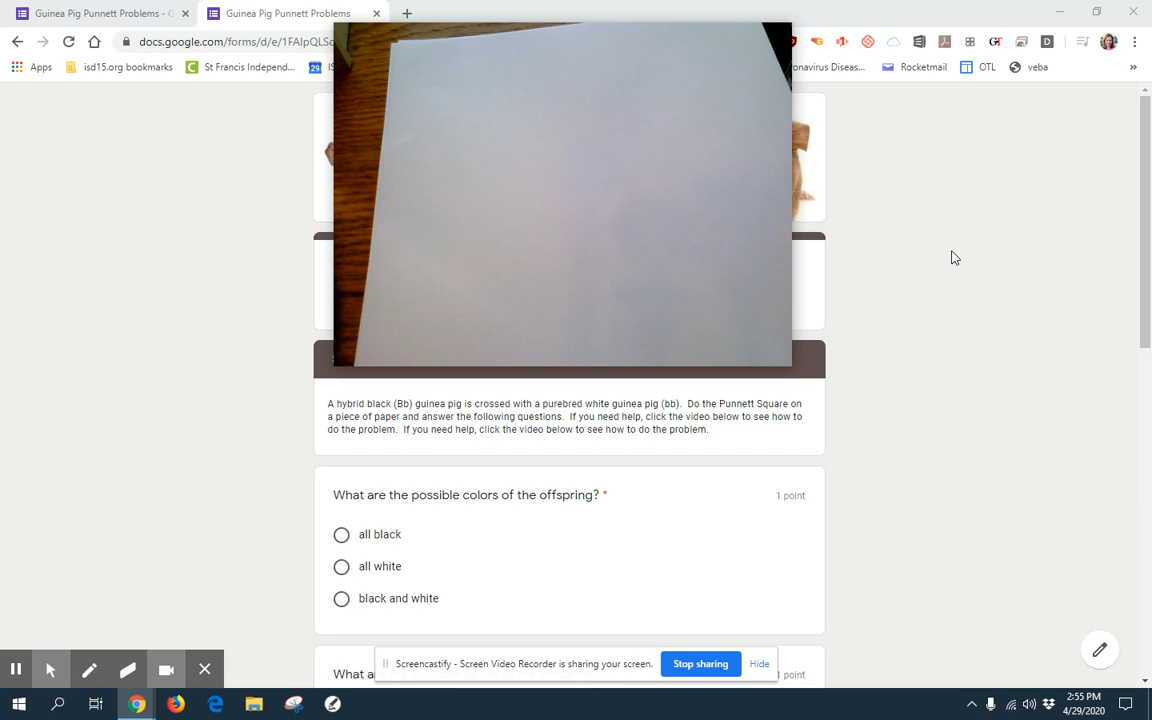 Guinea Pig Punnett Problems - G
Guinea Pig Punnett Problems
docs.google.com/forms/d/e/1FAIpQLSc
Apps
isd15.org bookmarks
St Francis Independ...
29
ronavirus Diseas...
Rocketmail
OTL
veba
»
A hybrid black (Bb) guinea pig is crossed with a purebred white guinea pig (bb). Do the Punnett Square on
a piece of paper and answer the following questions. If you need help, click the video below to see how to
do the problem. If you need help, click the video below to see how to do the problem.
What are the possible colors of the offspring? *
1 point
all black
all white
black and white
What a
point
Screencastify - Screen Video Recorder is sharing your screen.
Stop sharing
Hide
2:55 PM
4/29/2020